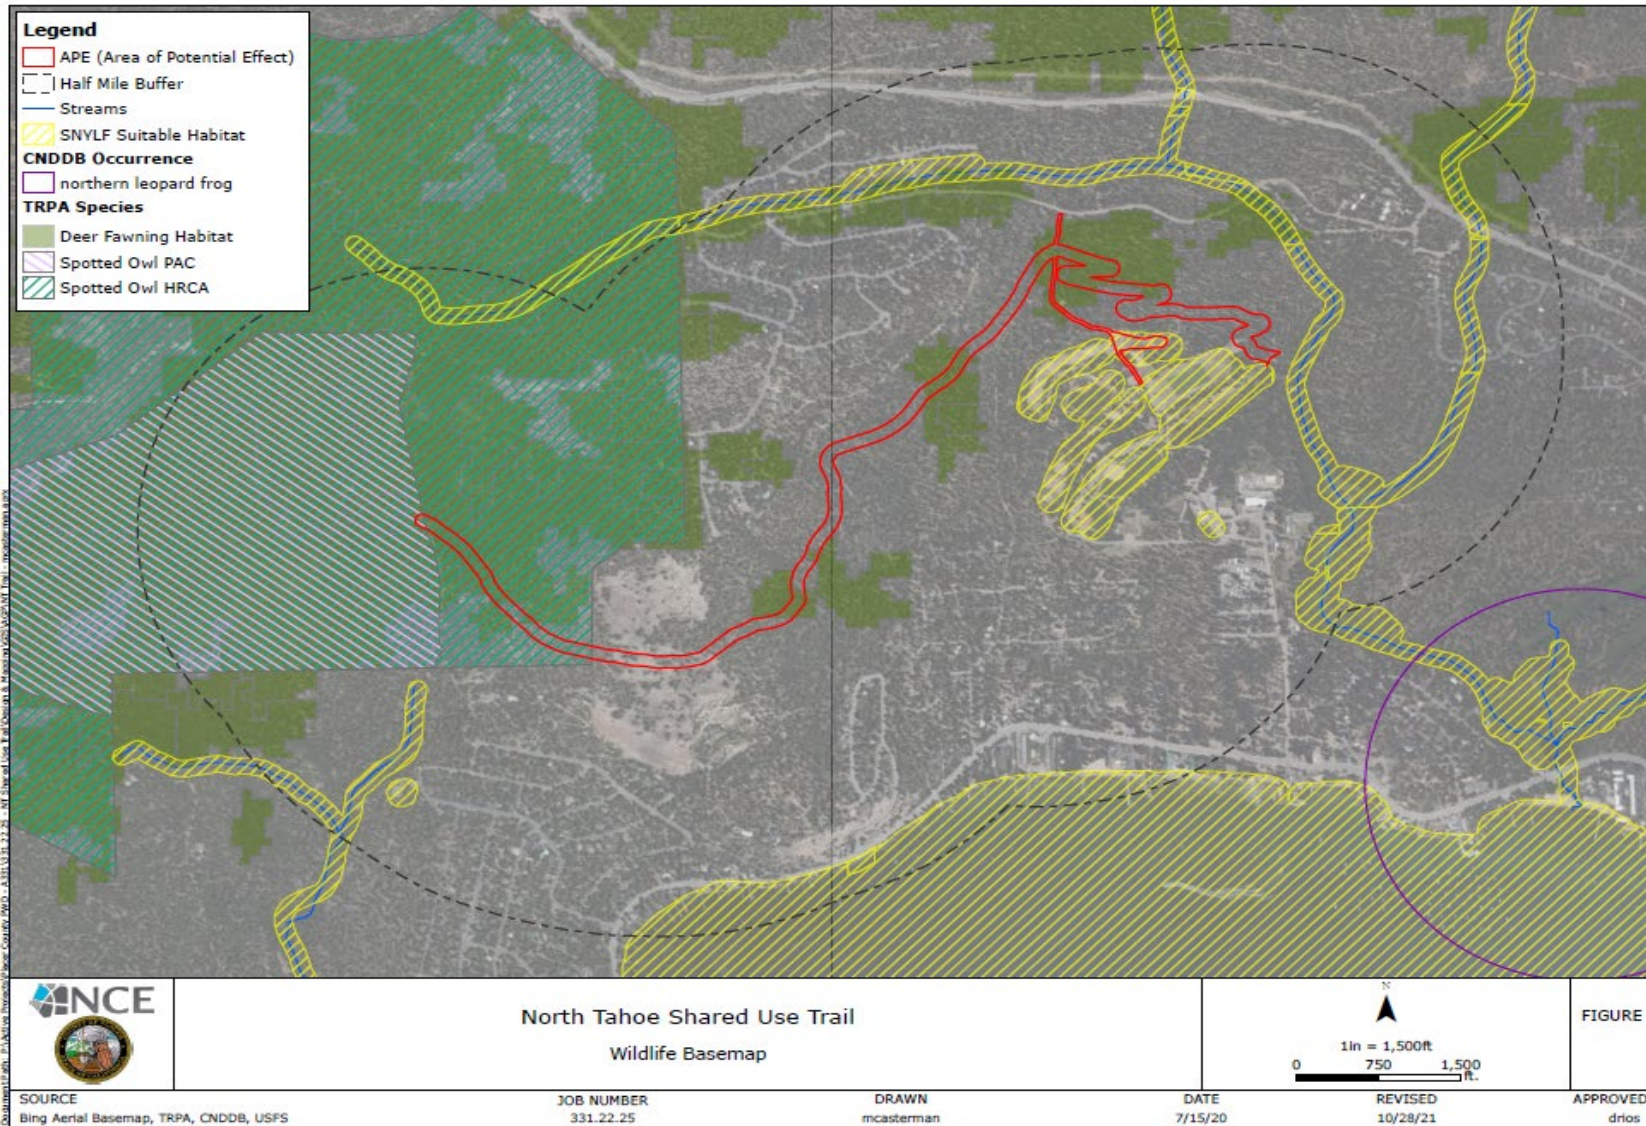 Legend
APE (Area of Potential Effect)
Half Mile Buffer
Streams
SNYLF Suitable Habitat
CNDDB Occurrence
northern leopard frog
TRPA Species
Deer Fawning Habitat
Spotted Owl PAC
Spotted Owl HRCA
NCE
North Tahoe Shared Use Trail
Wildlife Basemap
N
1in = 1,500ft
0 750 1,500
ft.
FIGURE
SOURCE
Bing Aerial Basemap, TRPA, CNDDB, USFS
JOB NUMBER
331.22.25
DRAWN
mcasterman
DATE
7/15/20
REVISED
10/28/21
APPROVED
drios